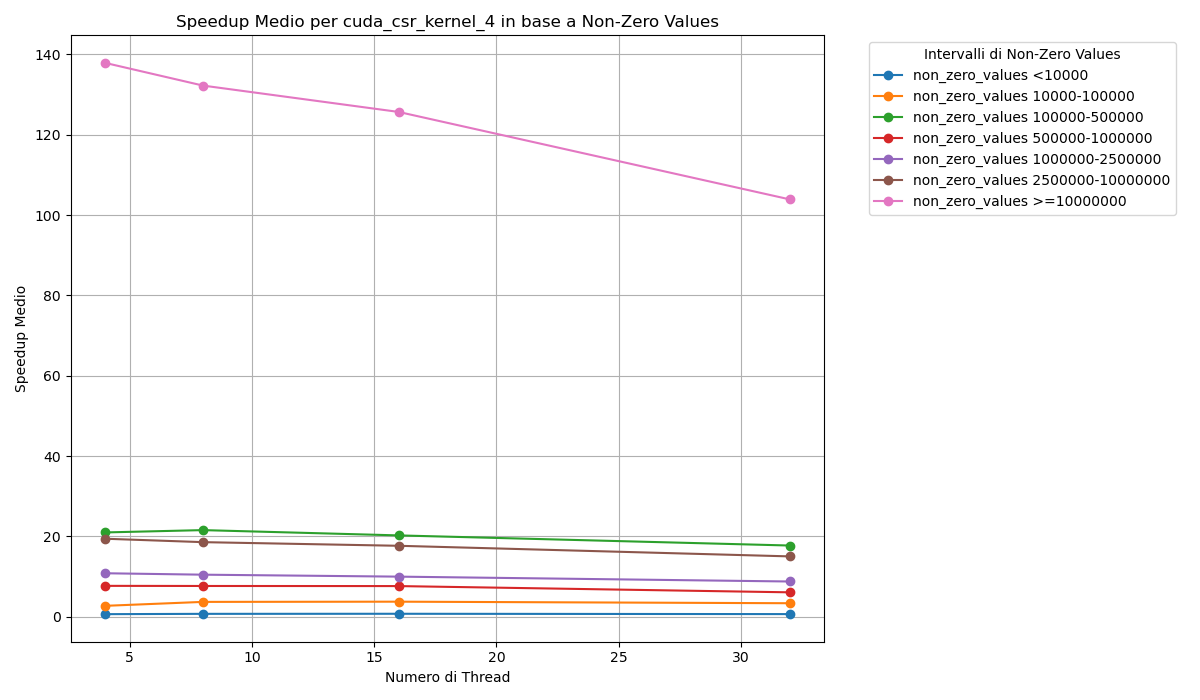 Speedup Medio per cuda_csr_kernel_4 in base a Non-Zero Values
140
120
100
80
60
40
20
0
Speedup Medio
5
10
15
20
25
30
Numero di Thread
Intervalli di Non-Zero Values
non_zero_values <10000
non_zero_values 10000-100000
non_zero_values 100000-500000
non_zero_values 500000-1000000
non_zero_values 1000000-2500000
non_zero_values 2500000-10000000
non_zero_values >=10000000